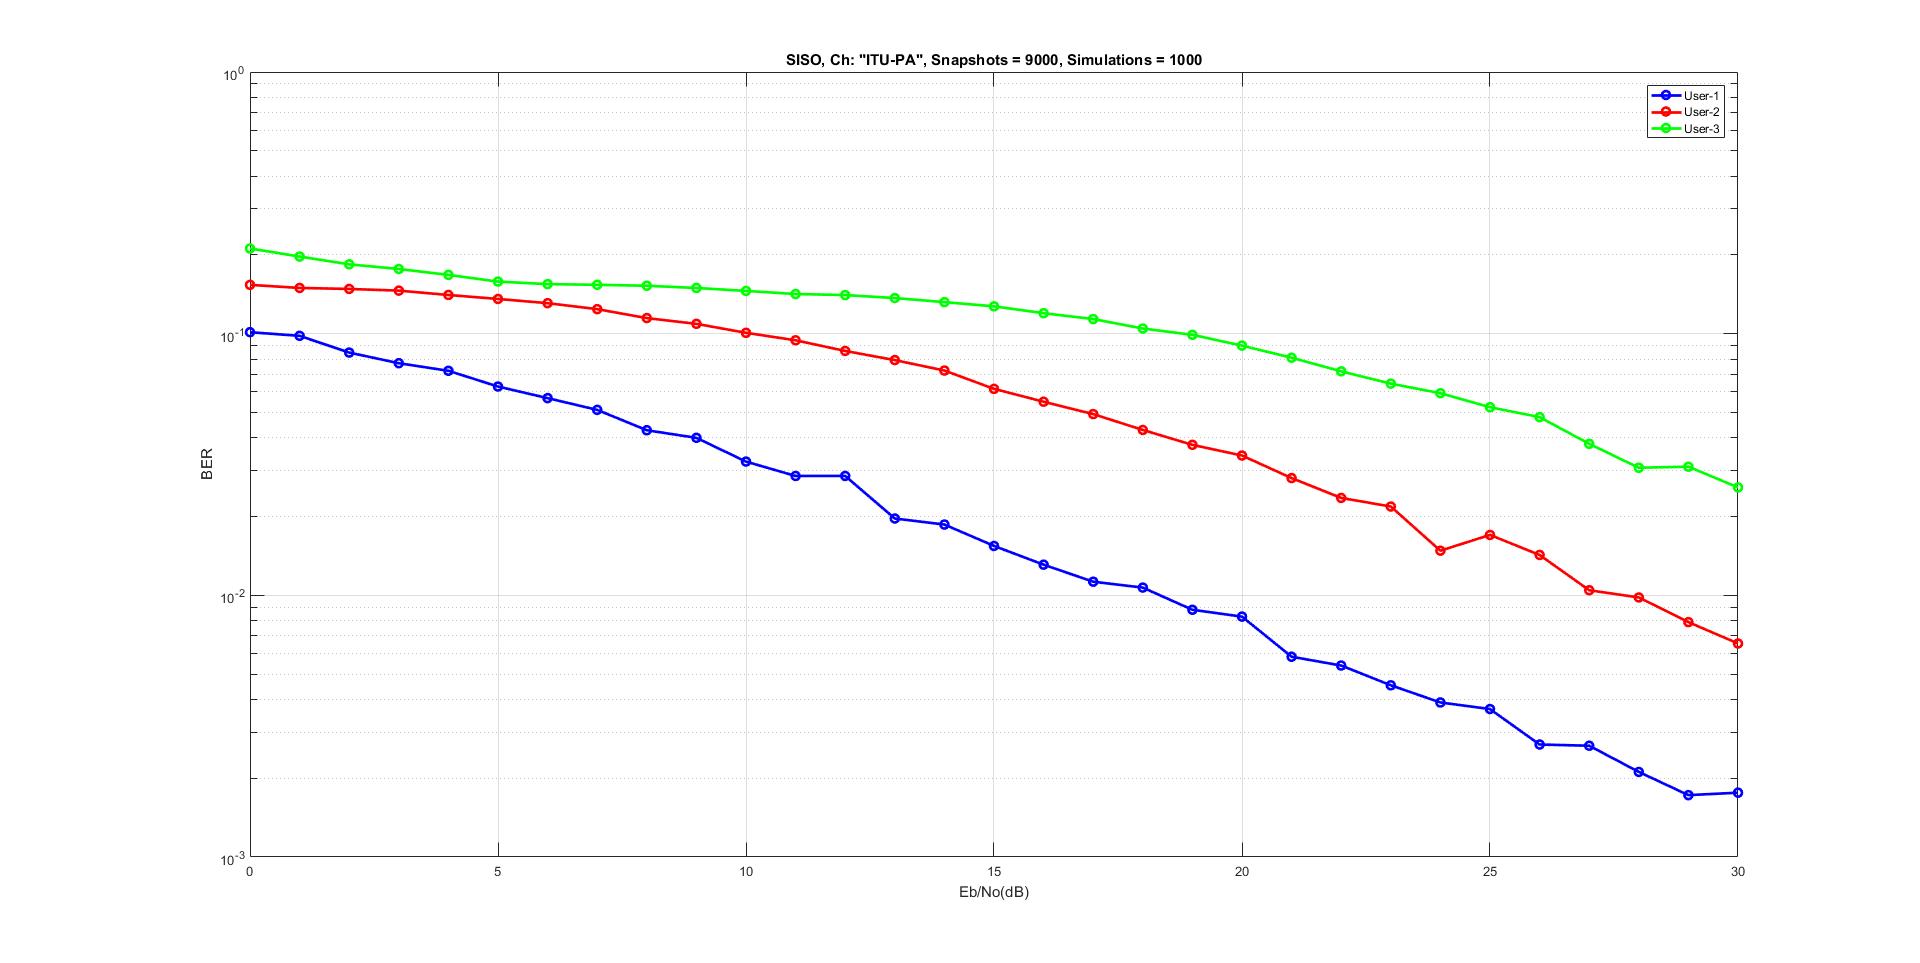 SISO, Ch: "ITU-PA", Snapshots = 9000, Simulations = 1000
10^0
User-1
User-2
User-3
10^-1
BER
10^-2
10^-3
0 5 10 15 20 25 30
Eb/No(dB)